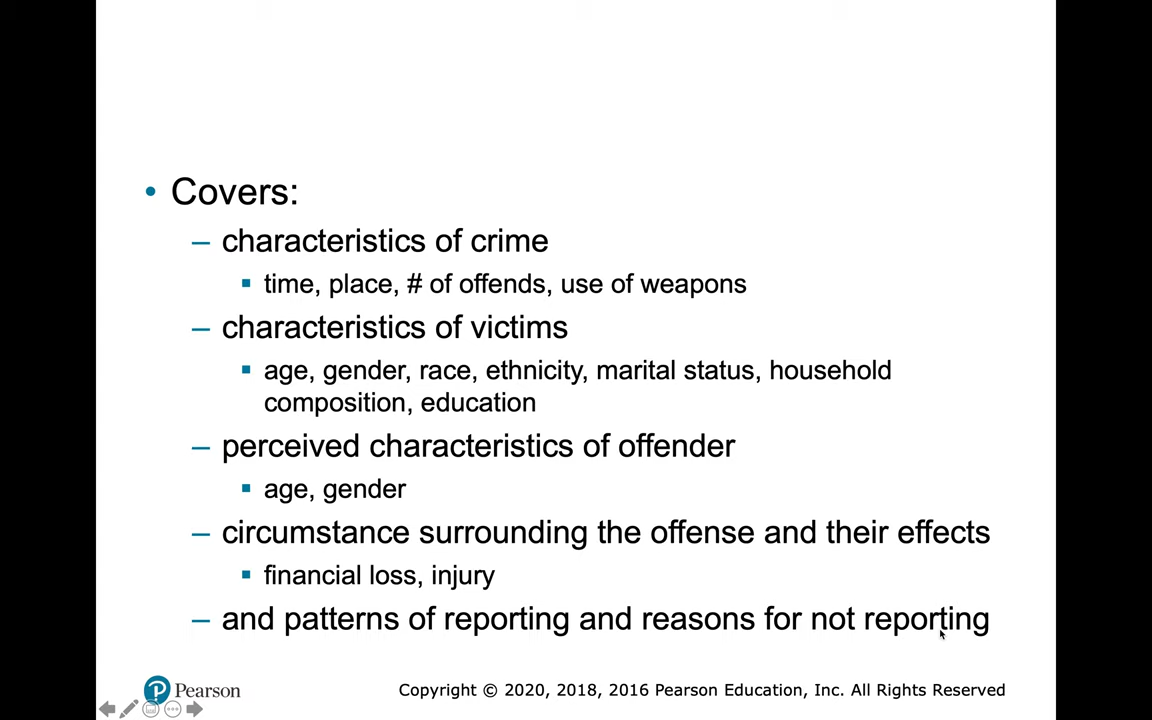 • Covers:
– characteristics of crime
▪ time, place, # of offends, use of weapons
– characteristics of victims
▪ age, gender, race, ethnicity, marital status, household
composition, education
– perceived characteristics of offender
▪ age, gender
– circumstance surrounding the offense and their effects
▪ financial loss, injury
– and patterns of reporting and reasons for not reporting
P Pearson
Copyright © 2020, 2018, 2016 Pearson Education, Inc. All Rights Reserved